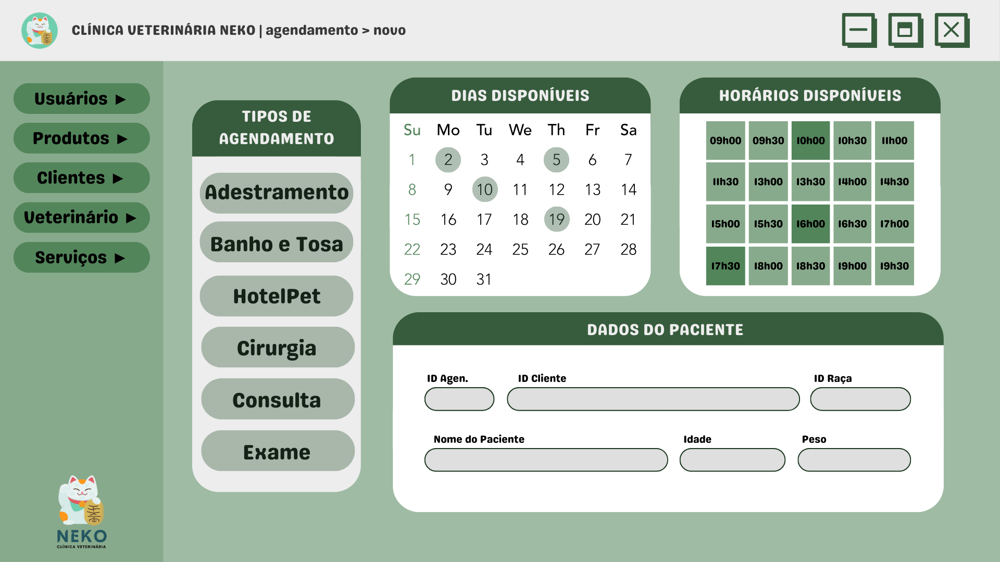 CLÍNICA VETERINÁRIA NEKO | agendamento > novo
Usuários ►
Produtos ►
Clientes ►
Veterinário ►
Serviços ►
NEKO
CLÍNICA VETERINÁRIA
TIPOS DE
AGENDAMENTO
Adestramento
Banho e Tosa
HotelPet
Cirurgia
Consulta
Exame
DIAS DISPONÍVEIS
Su Mo Tu We Th Fr Sa
1 2 3 4 5 6 7
8 9 10 11 12 13 14
15 16 17 18 19 20 21
22 23 24 25 26 27 28
29 30 31
HORÁRIOS DISPONÍVEIS
09h00 09h30 10h00 10h30 11h00
11h30 13h00 13h30 14h00 14h30
15h00 15h30 16h00 16h30 17h00
17h30 18h00 18h30 19h00 19h30
DADOS DO PACIENTE
ID Agen. ID Cliente ID Raça
Nome do Paciente Idade Peso